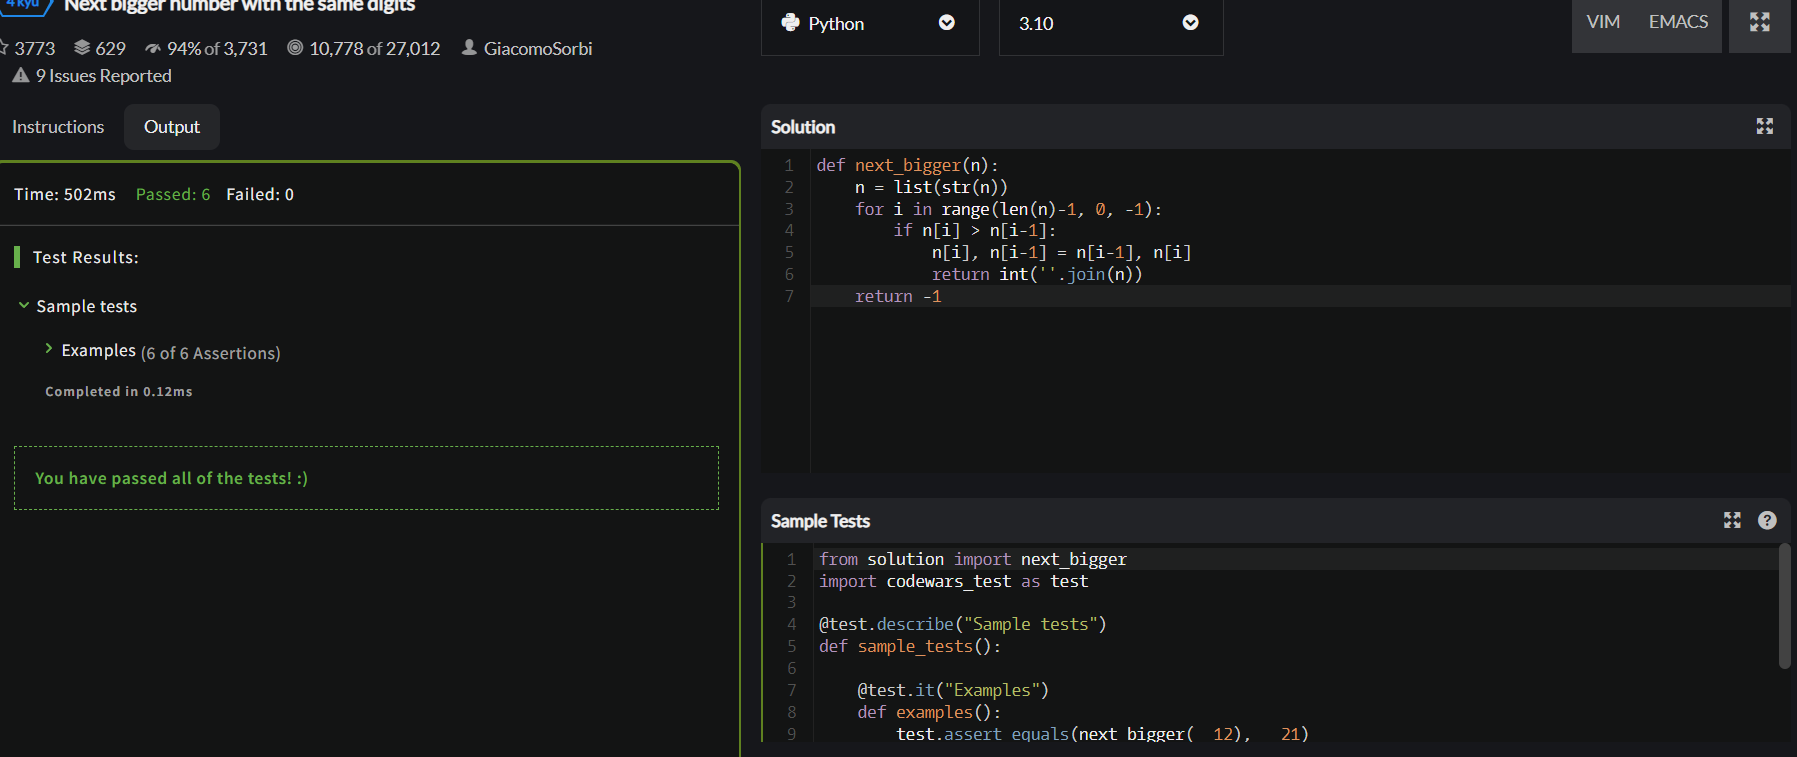 4 kyu Next bigger number with the same digits
3773 629 94% of 3,731 10,778 of 27,012 GiacomoSorbi
9 Issues Reported
Instructions Output
Time: 502ms Passed: 6 Failed: 0
Test Results:
Sample tests
Examples (6 of 6 Assertions)
Completed in 0.12ms
You have passed all of the tests! :)
Python 3.10 VIM EMACS
Solution
1 def next_bigger(n):
2     n = list(str(n))
3     for i in range(len(n)-1, 0, -1):
4         if n[i] > n[i-1]:
5             n[i], n[i-1] = n[i-1], n[i]
6             return int(''.join(n))
7     return -1
Sample Tests
?
1 from solution import next_bigger
2 import codewars_test as test
3
4 @test.describe("Sample tests")
5 def sample_tests():
6
7     @test.it("Examples")
8     def examples():
9         test.assert_equals(next_bigger(  12),   21)